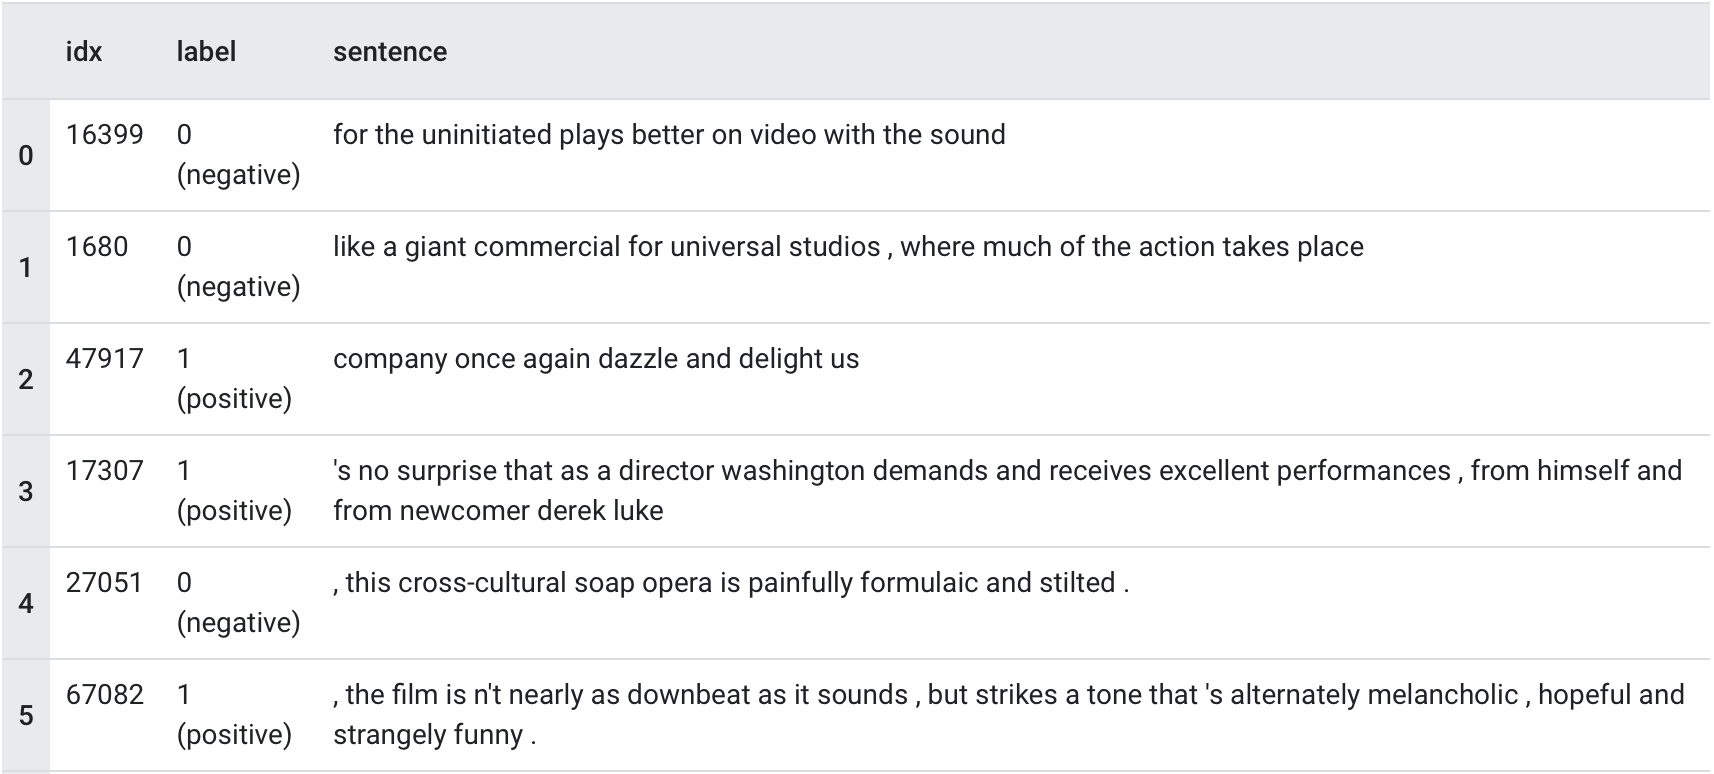 idx label sentence
0 16399 0 for the uninitiated plays better on video with the sound
(negative)
1 1680 0 like a giant commercial for universal studios , where much of the action takes place
(negative)
2 47917 1 company once again dazzle and delight us
(positive)
3 17307 1 's no surprise that as a director washington demands and receives excellent performances , from himself and
(positive) from newcomer derek luke
4 27051 0 , this cross-cultural soap opera is painfully formulaic and stilted .
(negative)
5 67082 1 , the film is n't nearly as downbeat as it sounds , but strikes a tone that 's alternately melancholic , hopeful and
(positive) strangely funny .